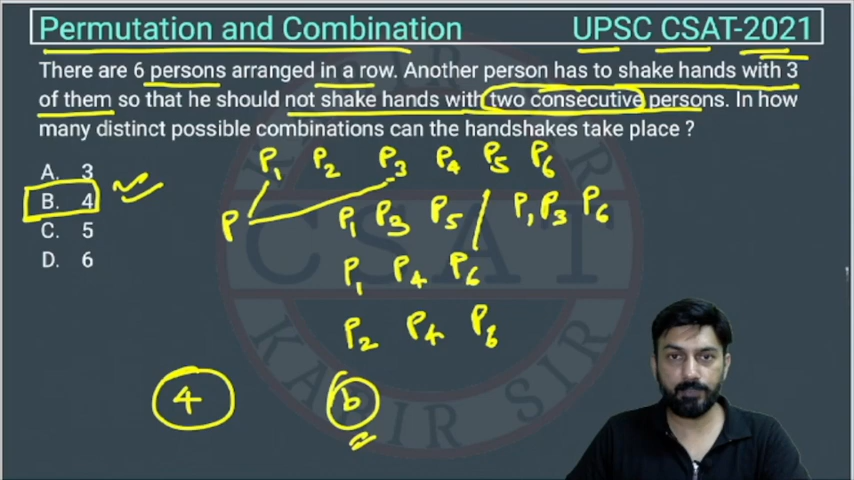 Permutation and Combination UPSC CSAT-2021
There are 6 persons arranged in a row. Another person has to shake hands with 3
of them so that he should not shake hands with two consecutive persons. In how
many distinct possible combinations can the handshakes take place ?
A. 3
B. 4
C. 5
D. 6
P1 P2 P3 P4 P5 P6
P
P1 P3 P5 / P1 P3 P6
P1 P4 P6
P2 P4 P6
4 b
CSAT
KABIR SIR